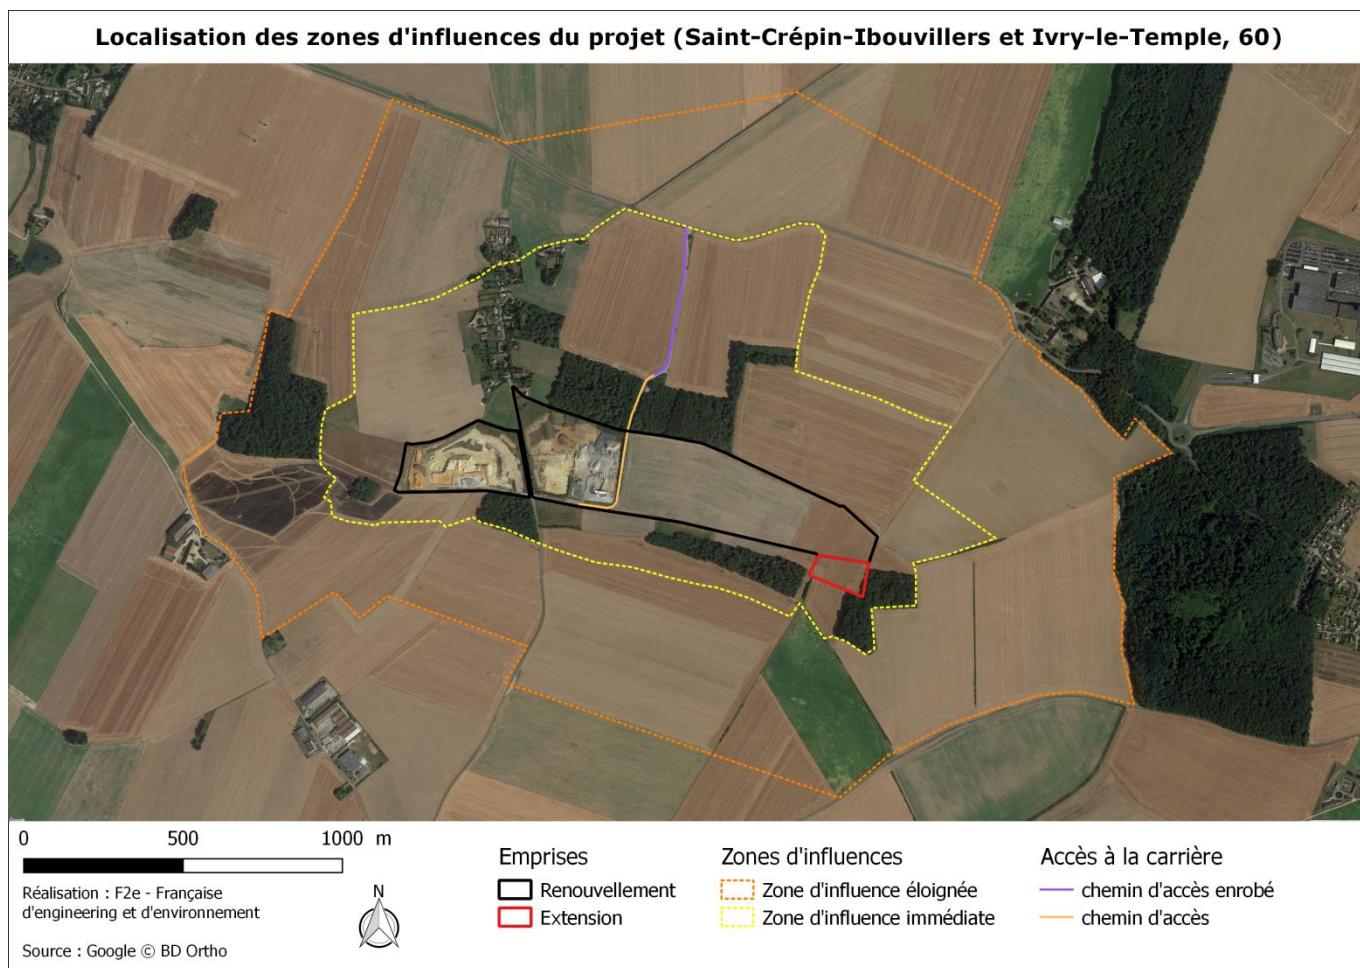 Localisation des zones d'influences du projet (Saint-Crépin-Ibouvillers et Ivry-le-Temple, 60)
Google
0 500 1000 m
Réalisation : F2e - Française
d'engineering et d'environnement
Source : Google © BD Ortho
N
Emprises
Renouvellement
Extension
Zones d'influences
Zone d'influence éloignée
Zone d'influence immédiate
Accès à la carrière
chemin d'accès enrobé
chemin d'accès